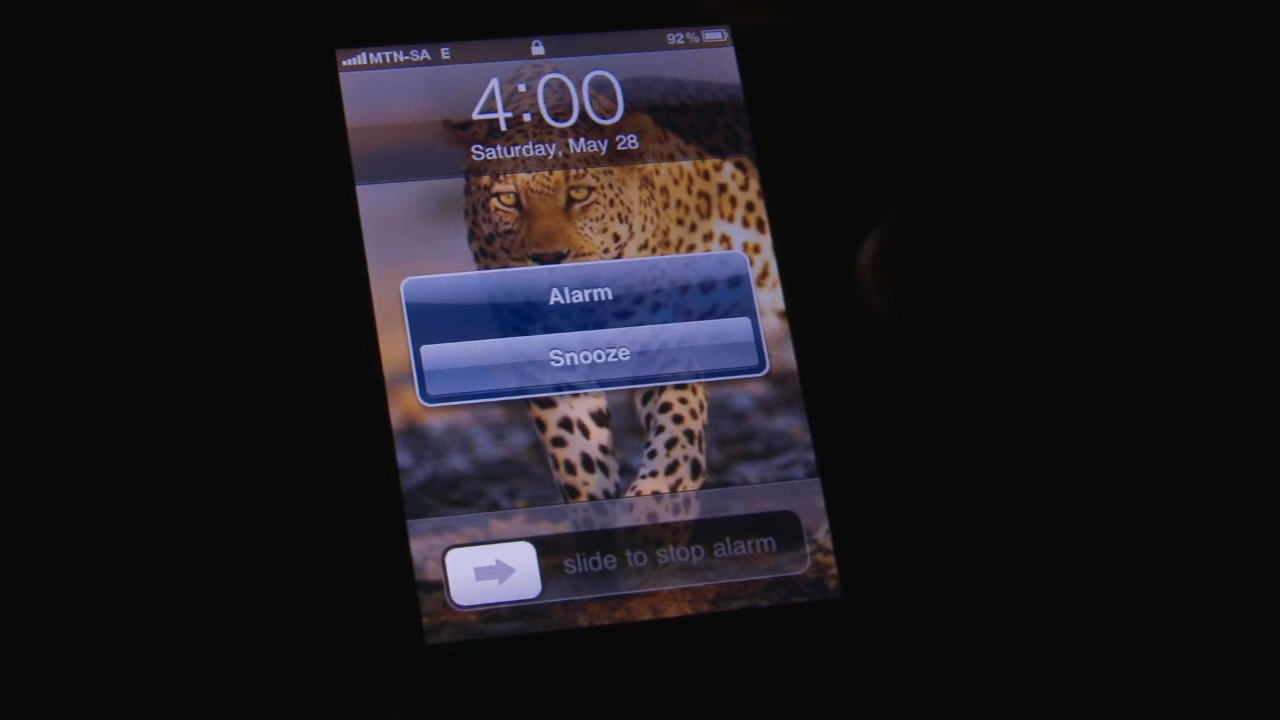 MTN-SA E 92%
4:00
Saturday, May 28
Alarm
Snooze
slide to stop alarm